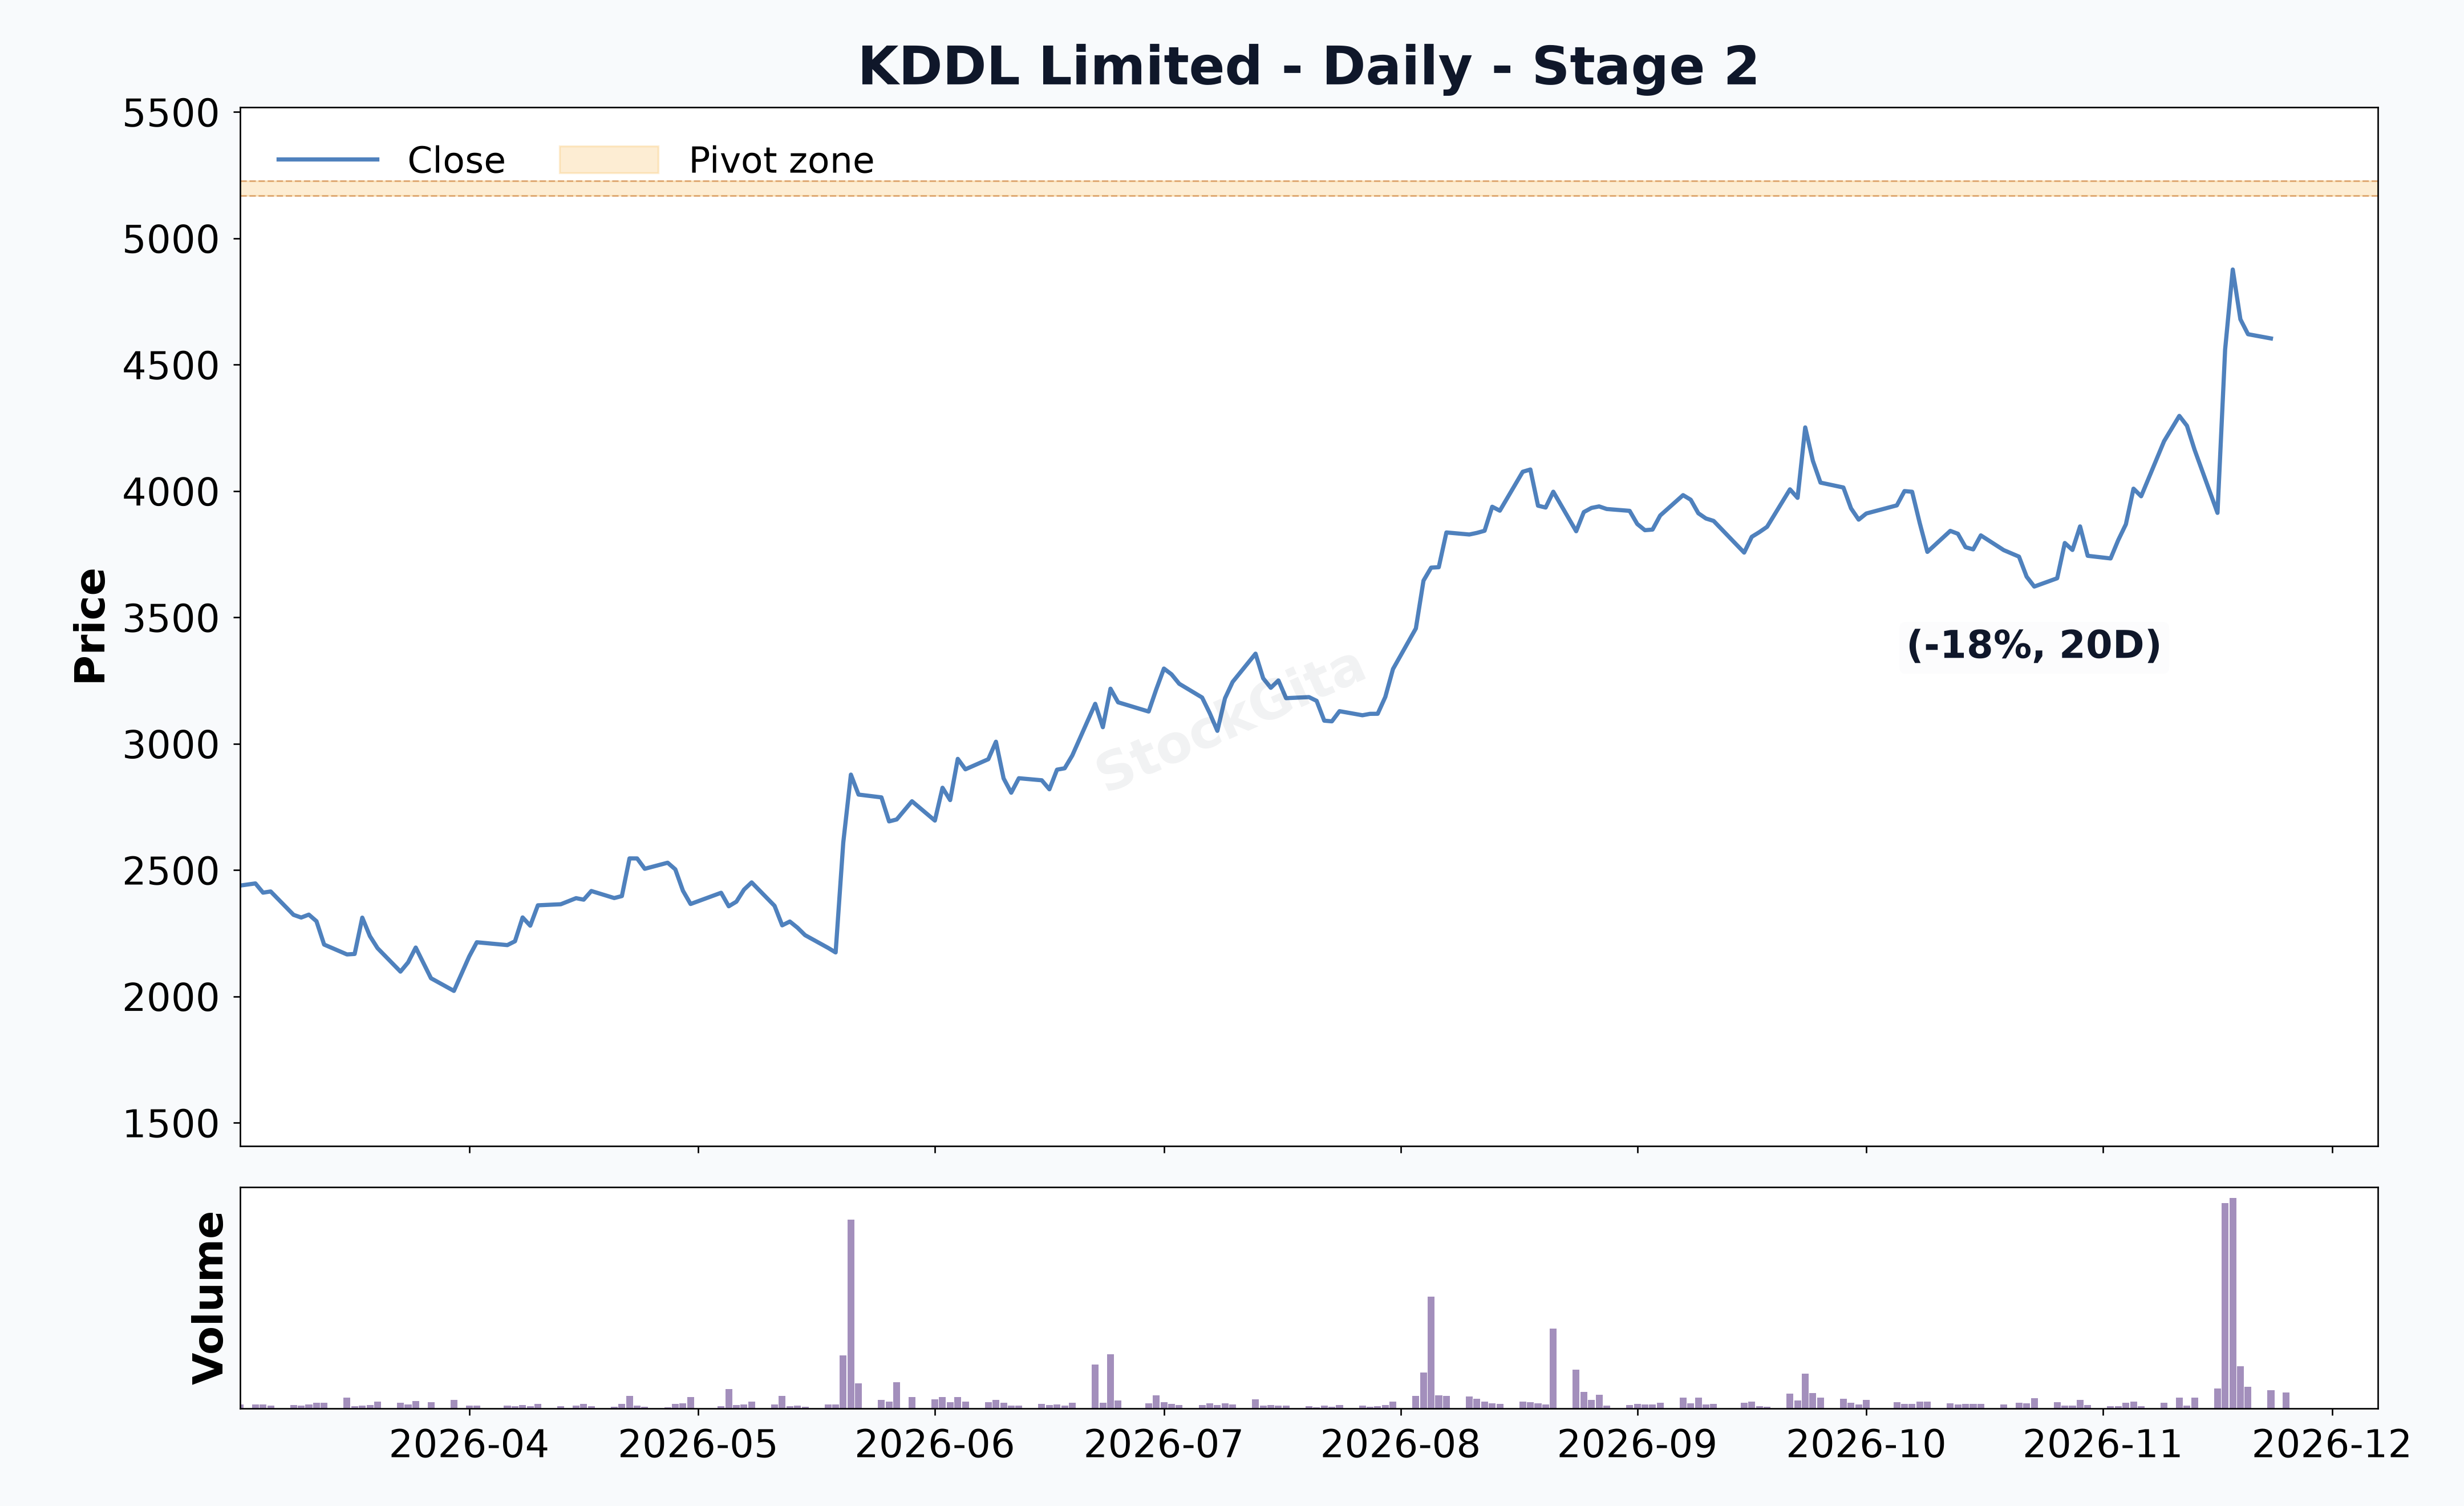 KDDL Limited - Daily - Stage 2
Close
Pivot zone
5500
5000
4500
4000
3500
3000
2500
2000
1500
Price
(-18%, 20D)
StockGita
Volume
2026-04
2026-05
2026-06
2026-07
2026-08
2026-09
2026-10
2026-11
2026-12